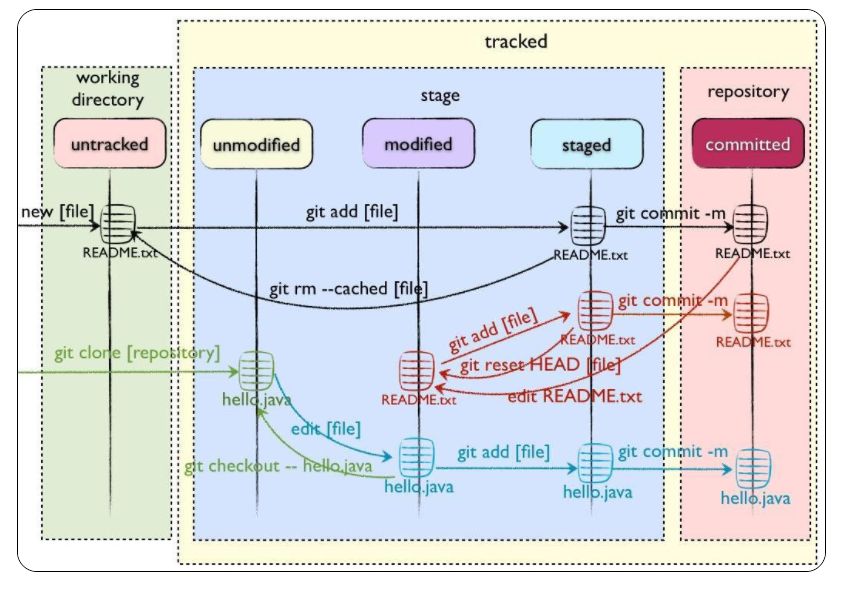 tracked
working
directory
stage
repository
untracked
unmodified
modified
staged
committed
new [file]
git add [file]
git commit -m
README.txt
README.txt
README.txt
git rm --cached [file]
git add [file]
git commit -m
README.txt
README.txt
git clone [repository]
git reset HEAD [file]
hello.java
README.txt
edit README.txt
edit [file]
git add [file]
git commit -m
git checkout -- hello.java
hello.java
hello.java
hello.java